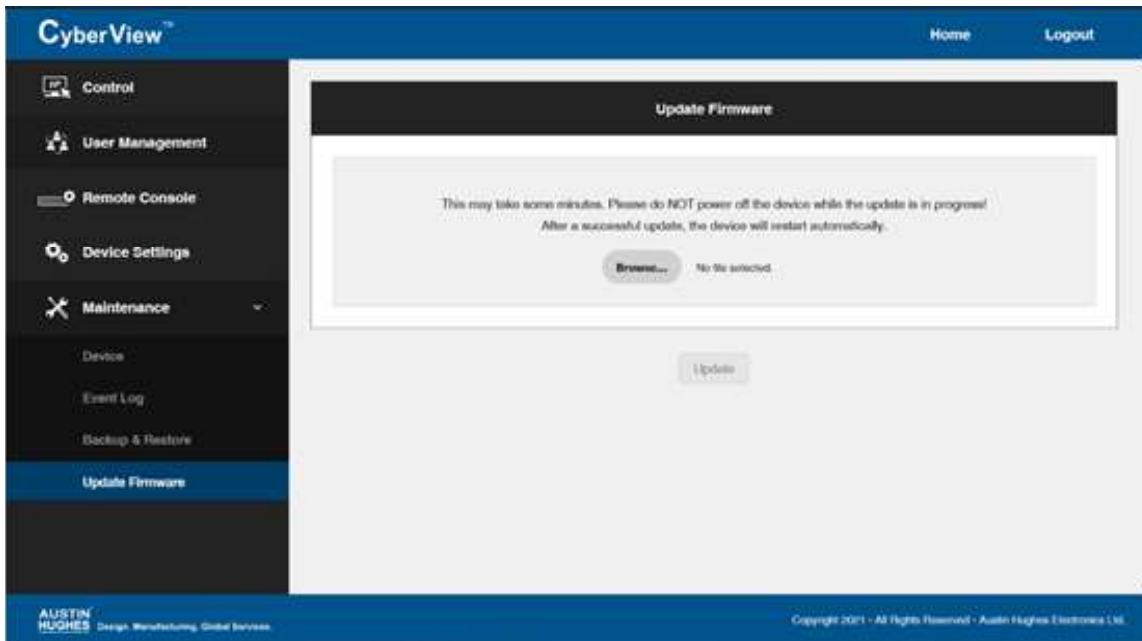 CyberView™
Home
Logout
Control
User Management
Remote Console
Device Settings
Maintenance
Device
Event Log
Backup & Restore
Update Firmware
Update Firmware
This may take some minutes. Please do NOT power off the device while the update is in progress!
After a successful update, the device will restart automatically.
Browse... No file selected.
Update
AUSTIN
HUGHES Design. Manufacturing. Global Services.
Copyright 2021 - All Rights Reserved - Austin Hughes Electronics Ltd.